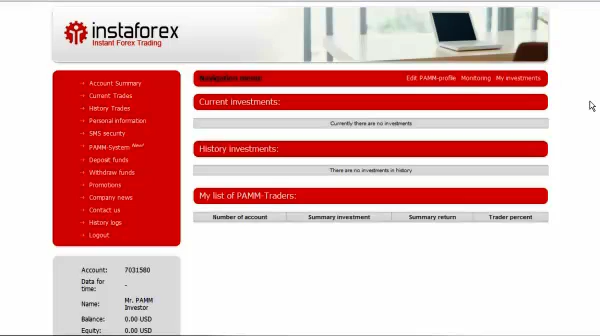 instaforex
Instant Forex Trading
Account Summary
Current Trades
History Trades
Personal information
SMS security
PAMM-System New!
Deposit funds
Withdraw funds
Promotions
Company news
Contact us
History logs
Logout
Account: 7031580
Data for time: -
Name: Mr. PAMM Investor
Balance: 0.00 USD
Equity: 0.00 USD
Navigation menu: Edit PAMM-profile Monitoring My investments
Current investments:
Currently there are no investments
History investments:
There are no investments in history
My list of PAMM-Traders:
Number of account Summary investment Summary return Trader percent